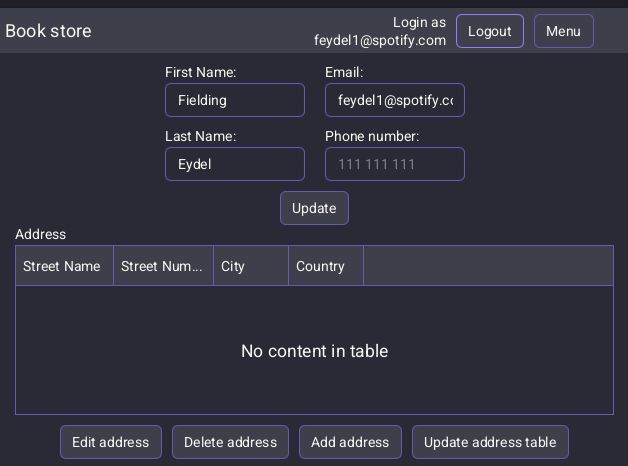 Book store
Login as
feydel1@spotify.com
Logout
Menu
First Name:
Email:
Fielding
feydel1@spotify.cc
Last Name:
Phone number:
Eydel
111 111 111
Update
Address
Street Name
Street Num...
City
Country
No content in table
Edit address
Delete address
Add address
Update address table